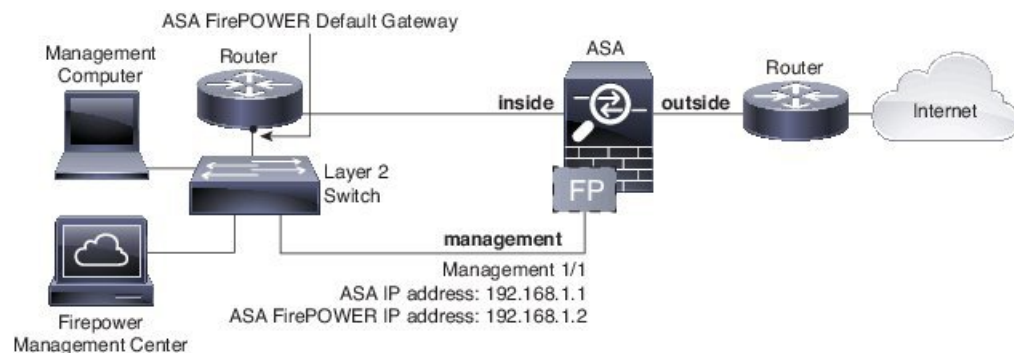 ASA FirePOWER Default Gateway
Management
Computer
Router
ASA
Router
inside
outside
Internet
Layer 2
Switch
FP
management
Management 1/1
ASA IP address: 192.168.1.1
ASA FirePOWER IP address: 192.168.1.2
Firepower
Management Center